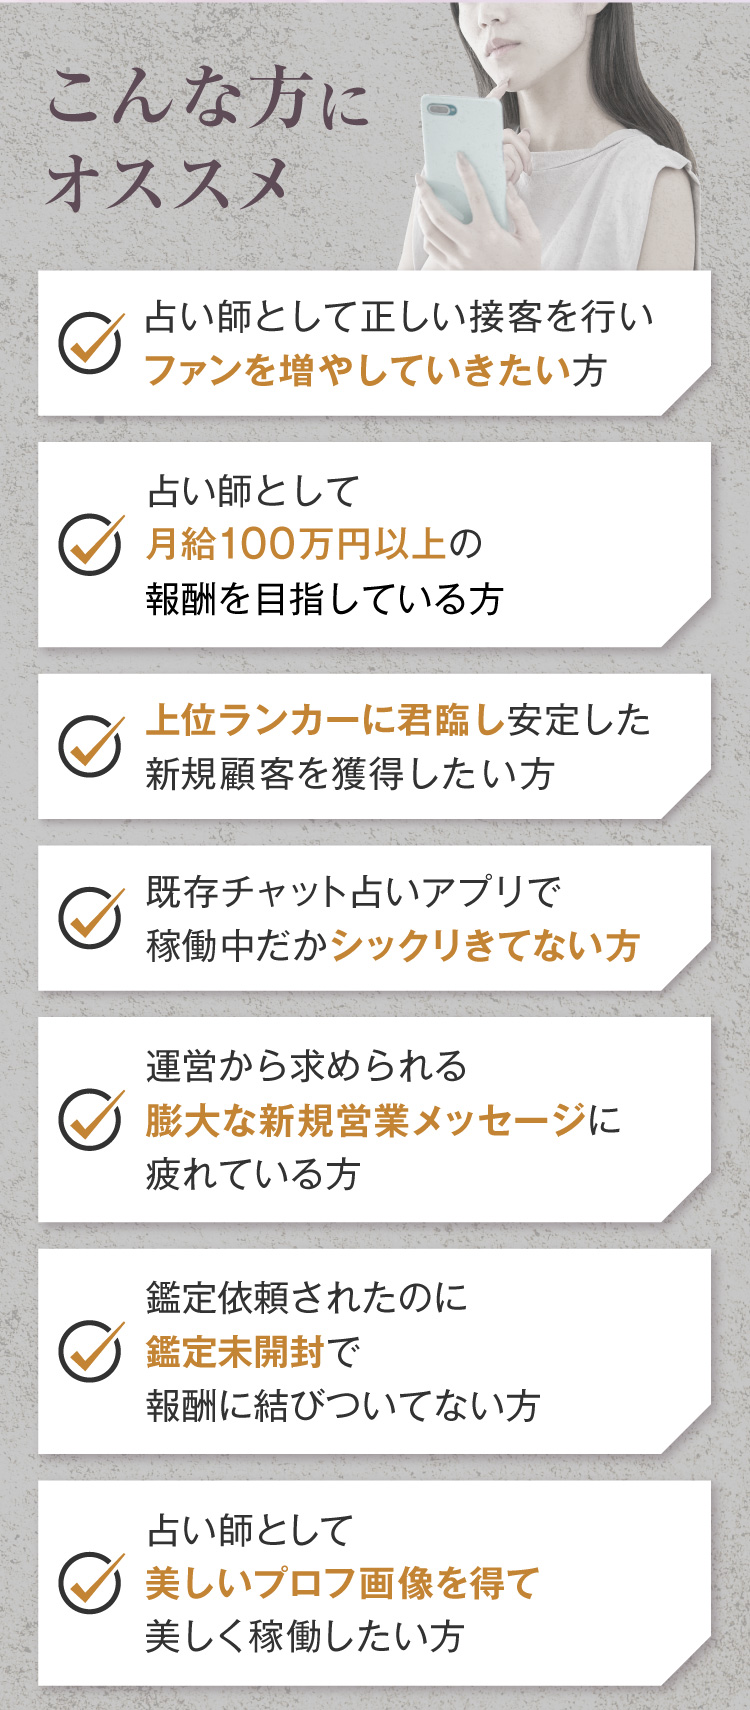 こんな方に
オススメ
占い師として正しい接客を行い
ファンを増やしていきたい方
占い師として
月給100万円以上の
報酬を目指している方
上位ランカーに君臨し安定した
新規顧客を獲得したい方
既存チャット占いアプリで
稼働中だかシックリきてない方
運営から求められる
膨大な新規営業メッセージに
疲れている方
鑑定依頼されたのに
鑑定未開封で
報酬に結びついてない方
占い師として
美しいプロフ画像を得て
美しく稼働したい方